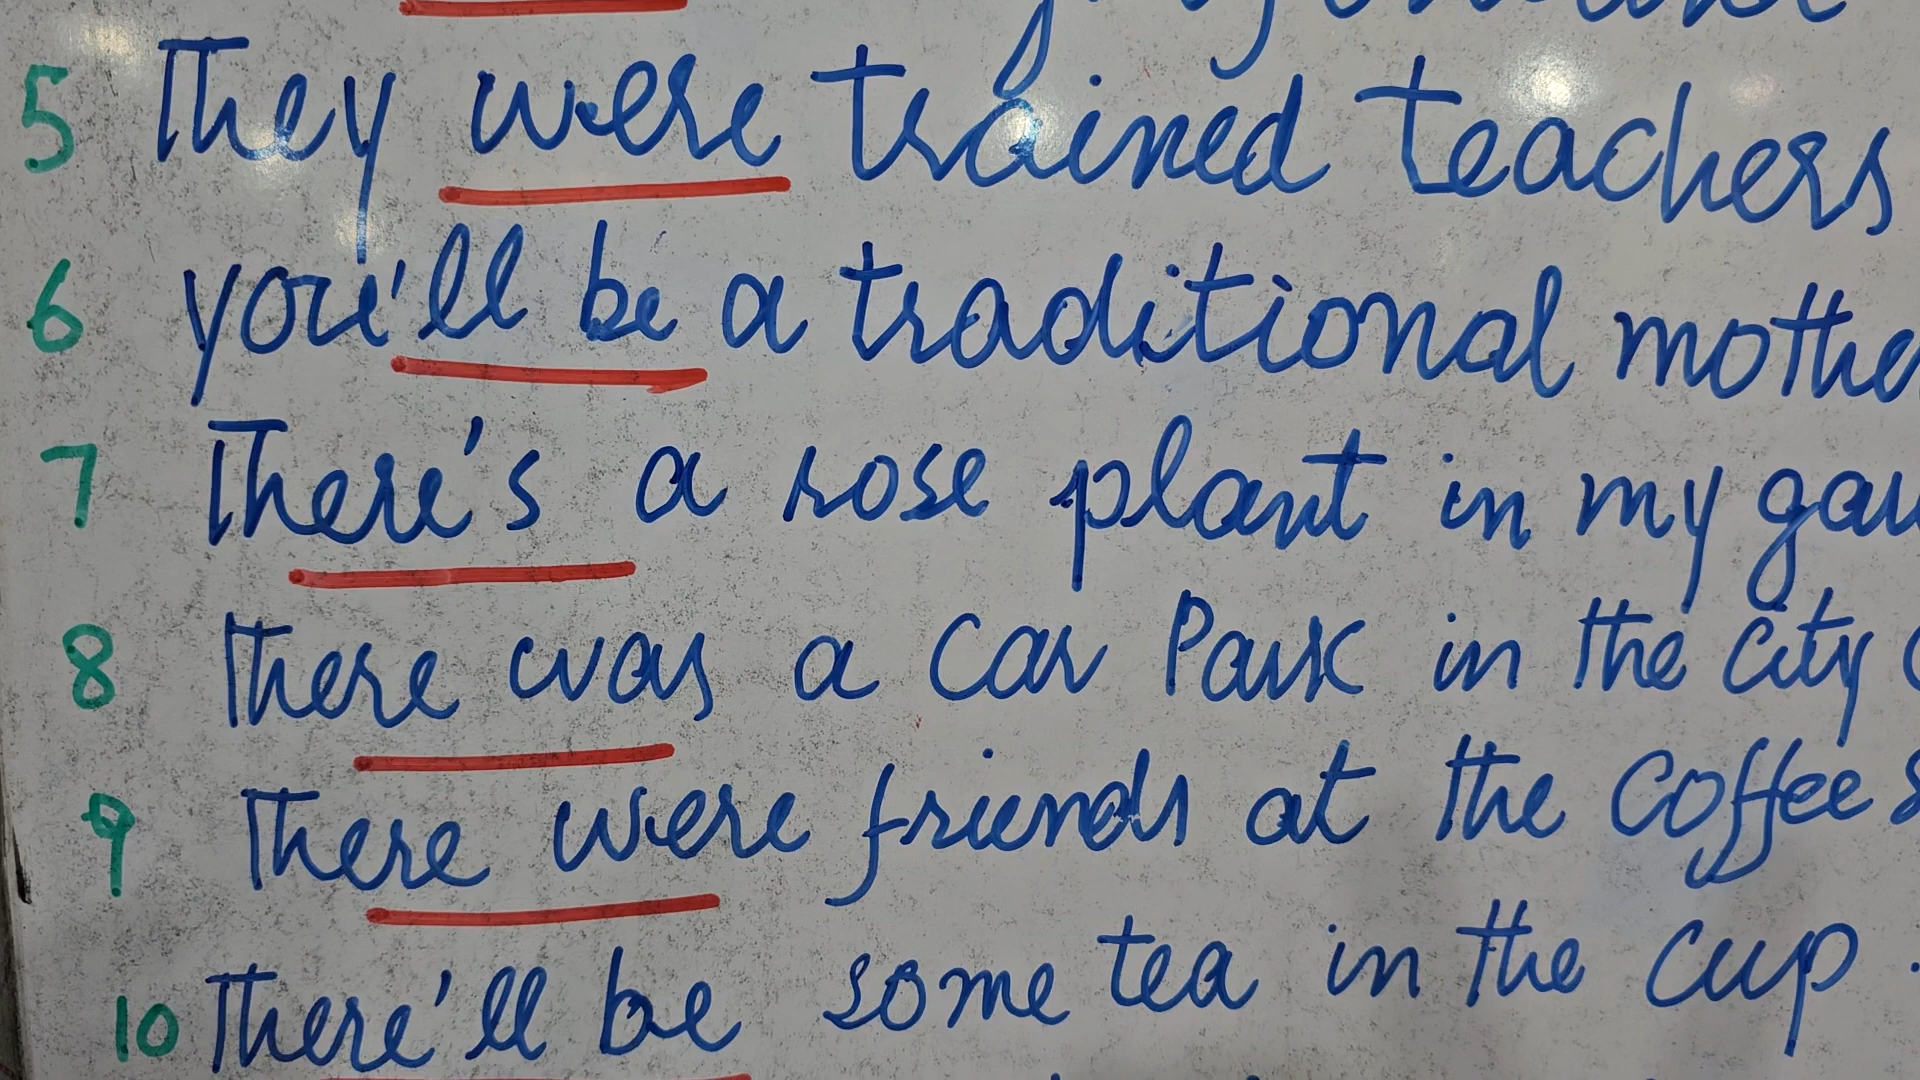 5 They were trained teachers
6 you'll be a traditional
7 There's a rose plant in my
8 There was a Car Park in the City
9 There were friends at the Coffee
10 There'll be some tea in the cup.